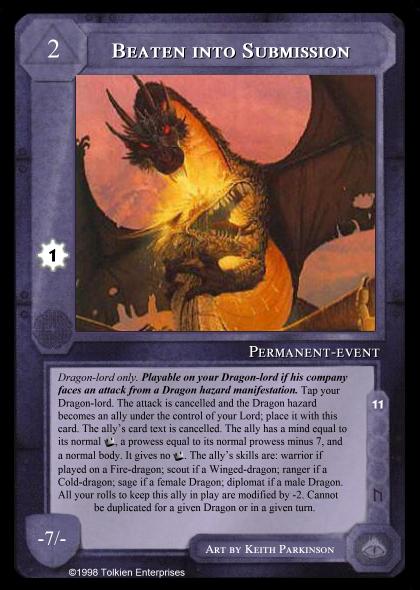 2
BEATEN INTO SUBMISSION
1
PERMANENT-EVENT
Dragon-lord only. Playable on your Dragon-lord if his company
faces an attack from a Dragon hazard manifestation. Tap your
Dragon-lord. The attack is cancelled and the Dragon hazard
becomes an ally under the control of your Lord; place it with
this card. The ally's card text is cancelled. The ally has a mind equal to
its normal , a prowess equal to its normal prowess minus 7, and
a normal body. It gives no . The ally's skills are: warrior if
played on a Fire-dragon; scout if a Winged-dragon; ranger if a
Cold-dragon; sage if a female Dragon; diplomat if a male Dragon.
All your rolls to keep this ally in play are modified by -2. Cannot
be duplicated for a given Dragon or in a given turn.
11
-7/-
ART BY KEITH PARKINSON
©1998 Tolkien Enterprises